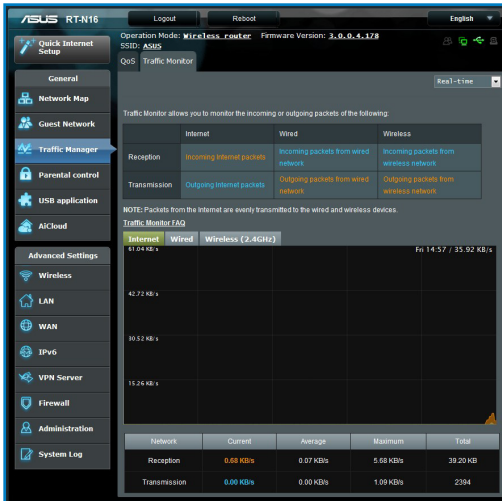 ASUS RT-N16
Logout
Reboot
English
Quick Internet
Setup
Operation Mode: Wireless router Firmware Version: 3.0.0.4.178
SSID: ASUS
QoS Traffic Monitor
General
Network Map
Guest Network
Traffic Manager
Parental control
USB application
AiCloud
Advanced Settings
Wireless
LAN
WAN
IPv6
VPN Server
Firewall
Administration
System Log
Real-time
Traffic Monitor allows you to monitor the incoming or outgoing packets of the following:
Internet Wired Wireless
Reception Incoming Internet packets Incoming packets from wired network Incoming packets from wireless network
Transmission Outgoing Internet packets Outgoing packets from wired network Outgoing packets from wireless network
NOTE: Packets from the Internet are evenly transmitted to the wired and wireless devices.
Traffic Monitor FAQ
Internet Wired Wireless (2.4GHz)
61.04 KB/s Fri 14:57 / 35.92 KB/s
42.72 KB/s
30.52 KB/s
15.26 KB/s
Network Current Average Maximum Total
Reception 0.68 KB/s 0.07 KB/s 5.68 KB/s 39.20 KB
Transmission 0.00 KB/s 0.00 KB/s 1.09 KB/s 2394